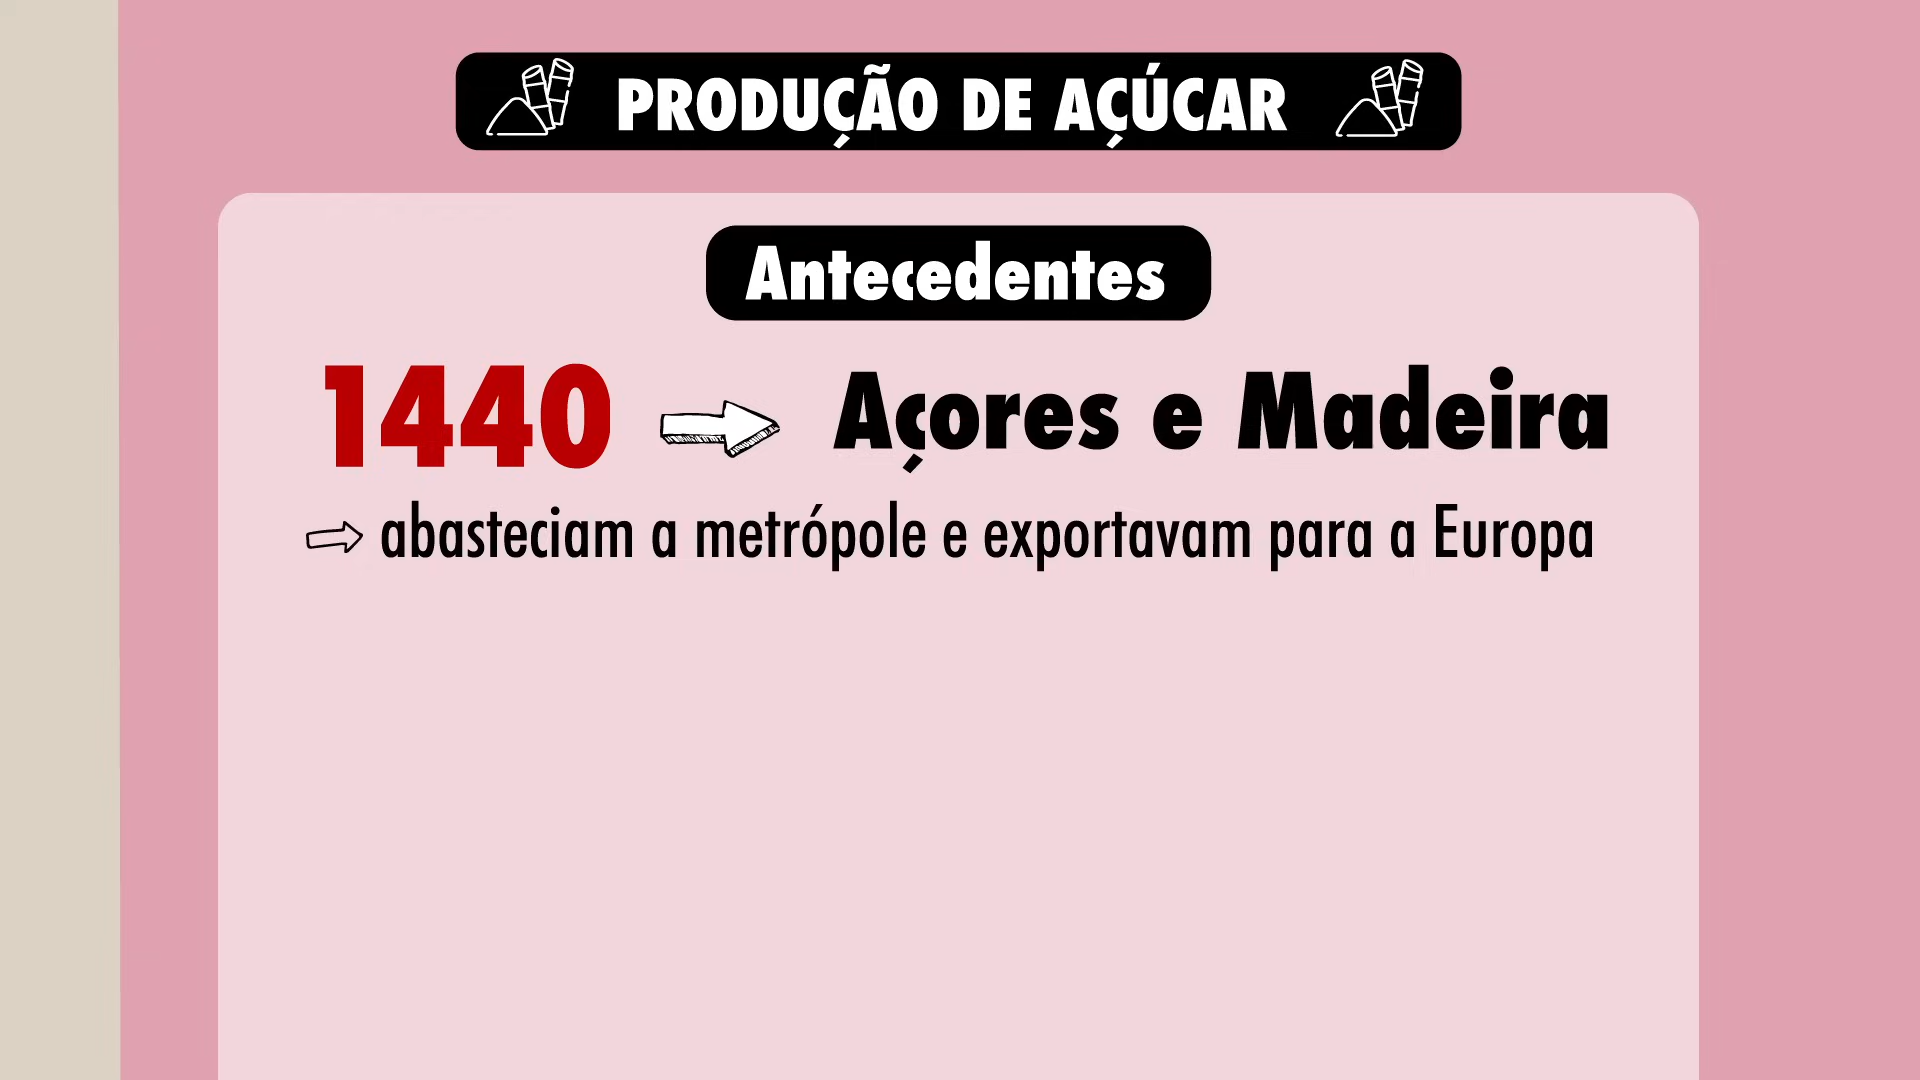 PRODUÇÃO DE AÇÚCAR
Antecedentes
1440 Açores e Madeira
abasteciam a metrópole e exportavam para a Europa